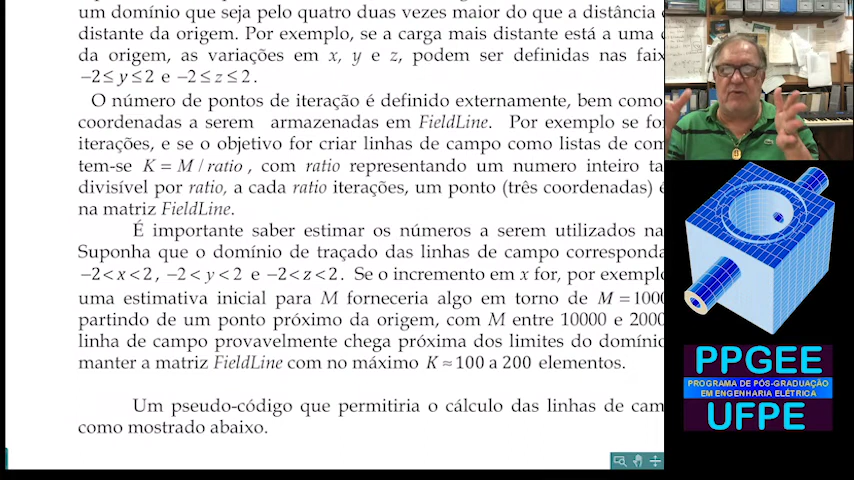 um domínio que seja pelo quatro duas vezes maior do que a distância
distante da origem. Por exemplo, se a carga mais distante está a uma
da origem, as variações em x, y e z, podem ser definidas nas faix
−2≤ y≤2 e −2≤z≤2.
O número de pontos de iteração é definido externamente, bem como
coordenadas a serem armazenadas em FieldLine. Por exemplo se fo
iterações, e se o objetivo for criar linhas de campo como listas de com
tem-se K = M / ratio, com ratio representando um numero inteiro ta
divisível por ratio, a cada ratio iterações, um ponto (três coordenadas) é
na matriz FieldLine.
É importante saber estimar os números a serem utilizados na
Suponha que o domínio de traçado das linhas de campo corresponda
−2< x<2, −2< y<2 e −2<z<2. Se o incremento em x for, por exemplo
uma estimativa inicial para M forneceria algo em torno de M = 1000
partindo de um ponto próximo da origem, com M entre 10000 e 2000
linha de campo provavelmente chega próxima dos limites do domínio
manter a matriz FieldLine com no máximo K ≈ 100 a 200 elementos.
Um pseudo-código que permitiria o cálculo das linhas de cam
como mostrado abaixo.
PPGEE
PROGRAMA DE PÓS-GRADUAÇÃO
EM ENGENHARIA ELÉTRICA
UFPE